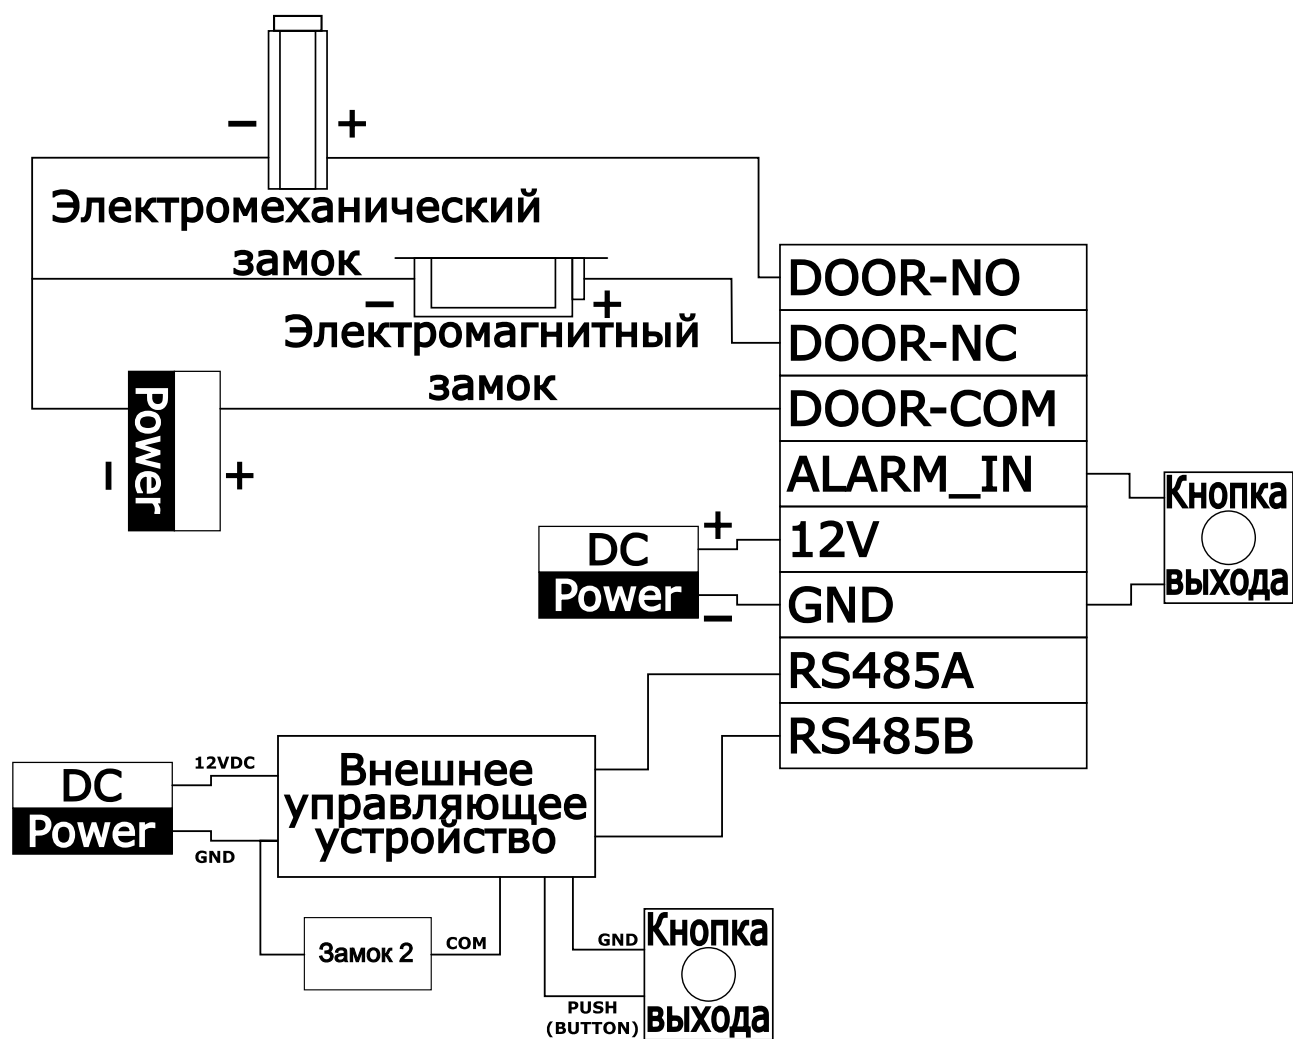 − +
Электромеханический
замок
− +
Электромагнитный
замок
Power
− +
DOOR-NO
DOOR-NC
DOOR-COM
ALARM_IN
12V
GND
RS485A
RS485B
Кнопка
выхода
+
DC
Power
−
12VDC
DC
Power
GND
Внешнее
управляющее
устройство
Замок 2
COM
GND
PUSH
(BUTTON)
Кнопка
выхода